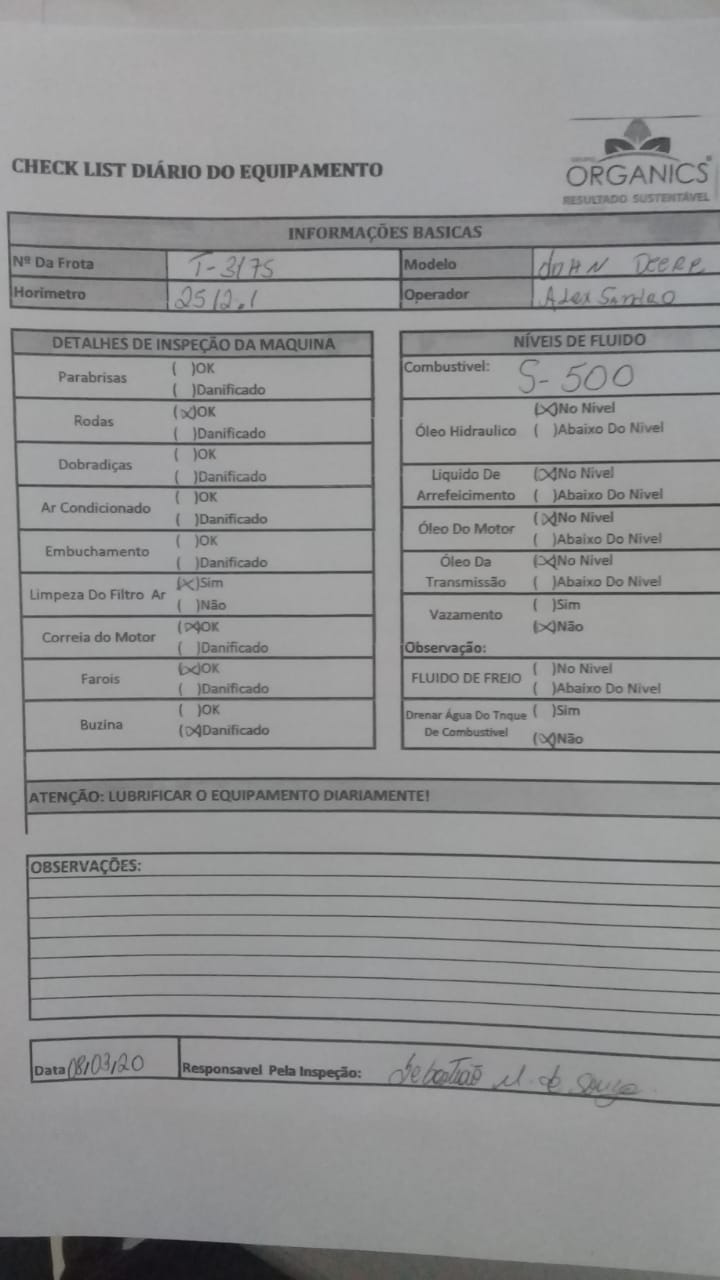 CHECK LIST DIÁRIO DO EQUIPAMENTO
ORGANICS
RESULTADO SUSTENTÁVEL
INFORMAÇÕES BASICAS
Nº Da Frota T-3175 Modelo John Deere
Horimetro 2512.1 Operador Alex
DETALHES DE INSPEÇÃO DA MAQUINA
Parabrisas ( )OK
( )Danificado
Rodas (X)OK
( )Danificado
Dobradiças ( )OK
( )Danificado
Ar Condicionado ( )OK
( )Danificado
Embuchamento ( )OK
( )Danificado
Limpeza Do Filtro Ar (X)Sim
( )Não
Correia do Motor (X)OK
( )Danificado
Farois (X)OK
( )Danificado
Buzina ( )OK
(X)Danificado
NÍVEIS DE FLUIDO
Combustivel: S-500
Óleo Hidraulico (X)No Nivel
( )Abaixo Do Nivel
Liquido De Arrefeicimento (X)No Nivel
( )Abaixo Do Nivel
Óleo Do Motor (X)No Nivel
( )Abaixo Do Nivel
Óleo Da Transmissão (X)No Nivel
( )Abaixo Do Nivel
Vazamento ( )Sim
(X)Não
Observação:
FLUIDO DE FREIO ( )No Nivel
( )Abaixo Do Nivel
Drenar Água Do Tnque De Combustivel ( )Sim
(X)Não
ATENÇÃO: LUBRIFICAR O EQUIPAMENTO DIARIAMENTE!
OBSERVAÇÕES:
Data 08/03/20 Responsavel Pela Inspeção: Sebastião M. de Souza